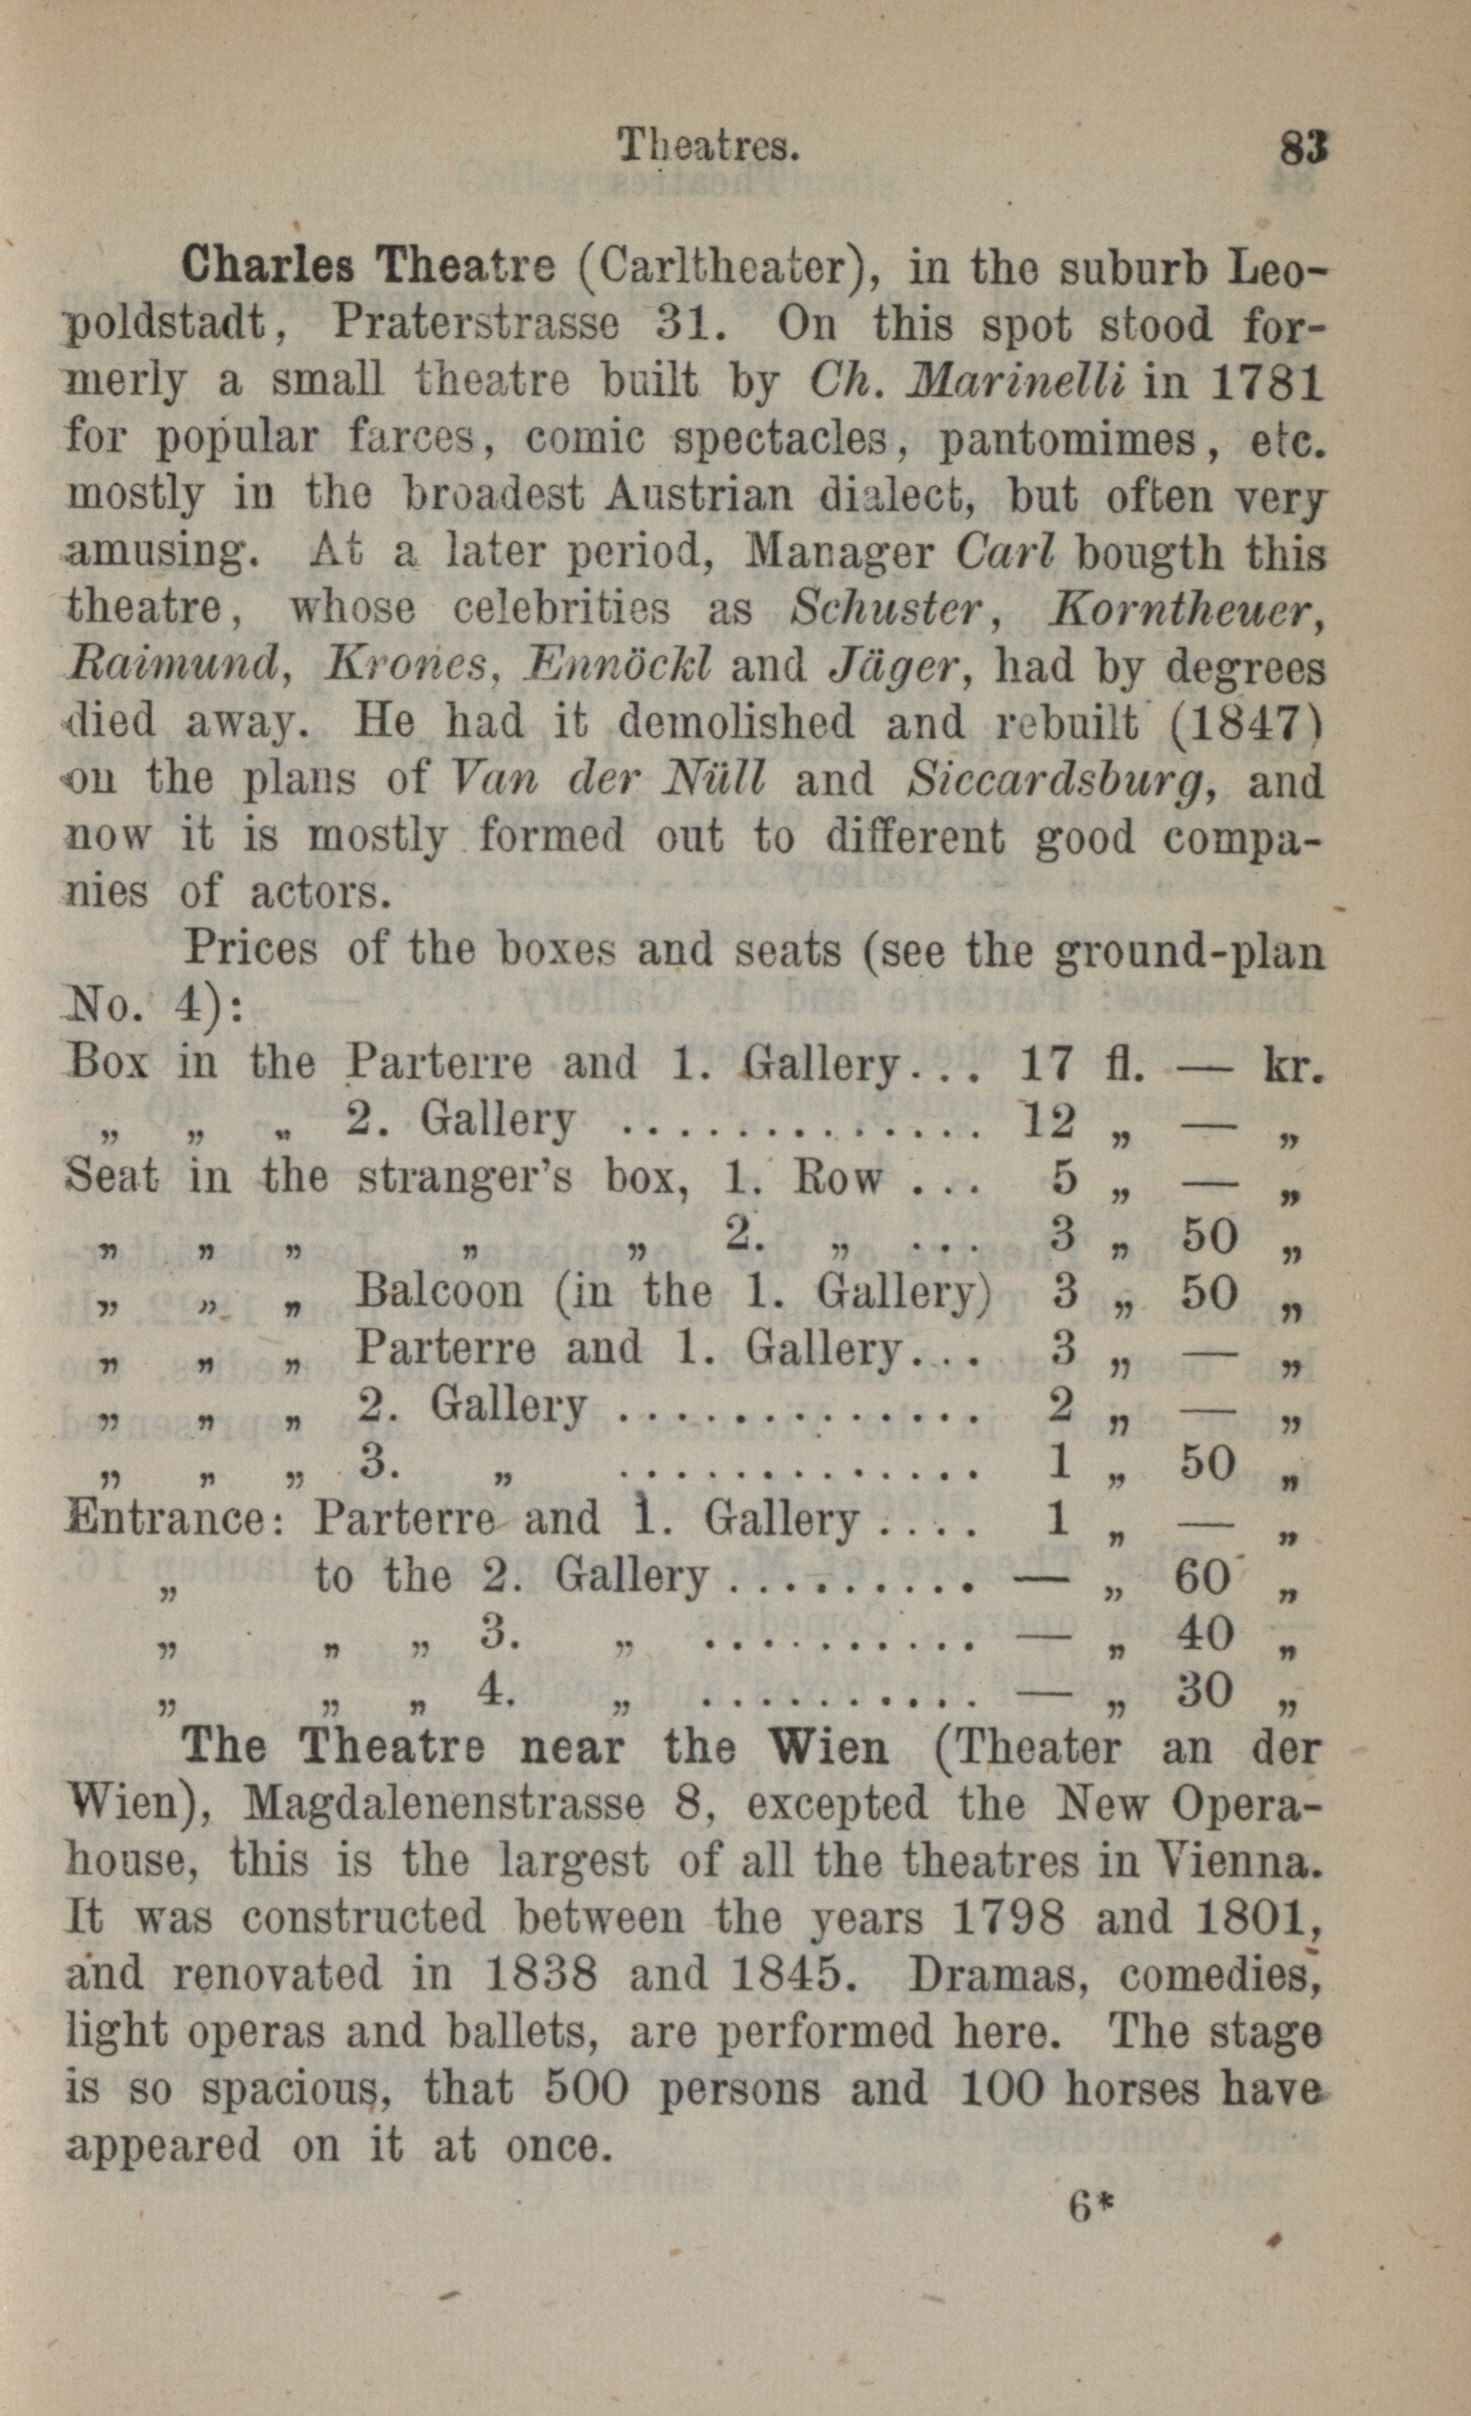 Theatres. 83
Charles Theatre (Carltheater), in the suburb Leo-
poldstadt, Praterstrasse 31. On this spot stood for-
merly a small theatre built by Ch. Marinelli in 1781
for popular farces, comic spectacles, pantomimes, etc.
mostly in the broadest Austrian dialect, but often very
amusing. At a later period, Manager Carl bougth this
theatre, whose celebrities as Schuster, Korntheuer,
Raimund, Krones, Ennöckl and Jäger, had by degrees
died away. He had it demolished and rebuilt (1847)
on the plans of Van der Nüll and Siccardsburg, and
now it is mostly formed out to different good compa-
nies of actors.
Prices of the boxes and seats (see the ground-plan
No. 4):
Box in the Parterre and 1. Gallery... 17 fl. — kr.
„ „ „ 2. Gallery ............. 12 „ — „
Seat in the stranger's box, 1. Row ... 5 „ — „
„ „ „ „ „ 2. „ ... 3 „ 50 „
„ „ „ Balcoon (in the 1. Gallery) 3 „ 50 „
„ „ „ Parterre and 1. Gallery... 3 „ — „
„ „ „ 2. Gallery ............. 2 „ — „
„ „ „ 3. „ ............. 1 „ 50 „
Entrance: Parterre and 1. Gallery .... 1 „ — „
„ to the 2. Gallery ......... — „ 60 „
„ „ „ 3. „ .......... — „ 40 „
„ „ „ 4. „ .......... — „ 30 „
The Theatre near the Wien (Theater an der
Wien), Magdalenenstrasse 8, excepted the New Opera-
house, this is the largest of all the theatres in Vienna.
It was constructed between the years 1798 and 1801,
and renovated in 1838 and 1845. Dramas, comedies,
light operas and ballets, are performed here. The stage
is so spacious, that 500 persons and 100 horses have
appeared on it at once.
6*